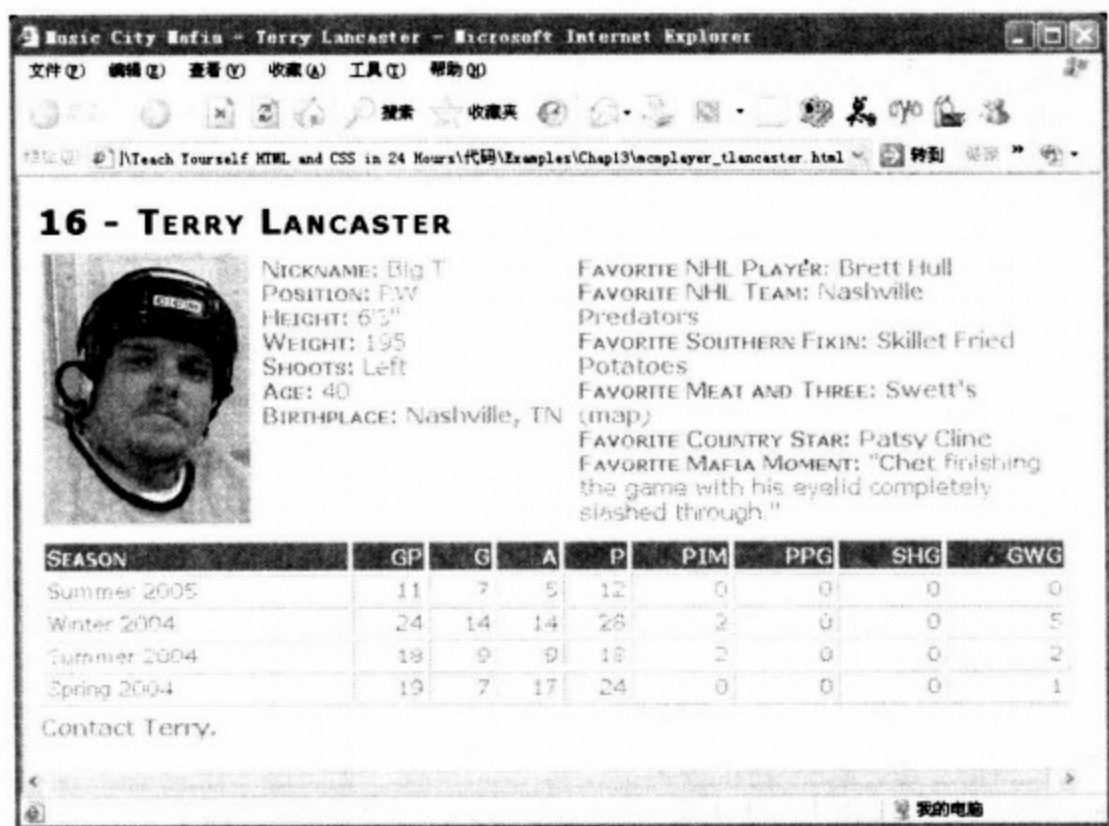 Music City Mafia - Terry Lancaster - Microsoft Internet Explorer
文件(F) 编辑(E) 查看(V) 收藏(A) 工具(T) 帮助(H)
搜索 收藏夹
\Teach Yourself HTML and CSS in 24 Hours\代码\Examples\Chap13\mcmplayer_tlancaster.html 转到 »
16 - TERRY LANCASTER
NICKNAME: Big T
POSITION: RW
HEIGHT: 6'3"
WEIGHT: 195
SHOOTS: Left
AGE: 40
BIRTHPLACE: Nashville, TN
FAVORITE NHL PLAYER: Brett Hull
FAVORITE NHL TEAM: Nashville
Predators
FAVORITE SOUTHERN FIXIN: Skillet Fried
Potatoes
FAVORITE MEAT AND THREE: Swett's
(map)
FAVORITE COUNTRY STAR: Patsy Cline
FAVORITE MAFIA MOMENT: "Chet finishing
the game with his eyelid completely
slashed through."
SEASON GP G A P PIM PPG SHG GWG
Summer 2005 11 7 5 12 0 0 0 0
Winter 2004 24 14 14 28 2 0 0 5
Summer 2004 18 9 9 18 2 0 0 2
Spring 2004 19 7 17 24 0 0 0 1
Contact Terry.
我的电脑